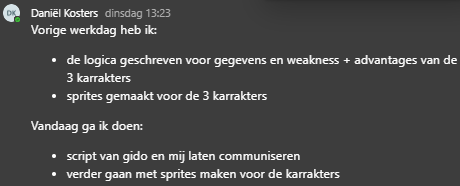 DK
Daniël Kosters dinsdag 13:23
Vorige werkdag heb ik:
de logica geschreven voor gegevens en weakness + advantages van de
3 karrakters
sprites gemaakt voor de 3 karrakters
Vandaag ga ik doen:
script van gido en mij laten communiseren
verder gaan met sprites maken voor de karrakters